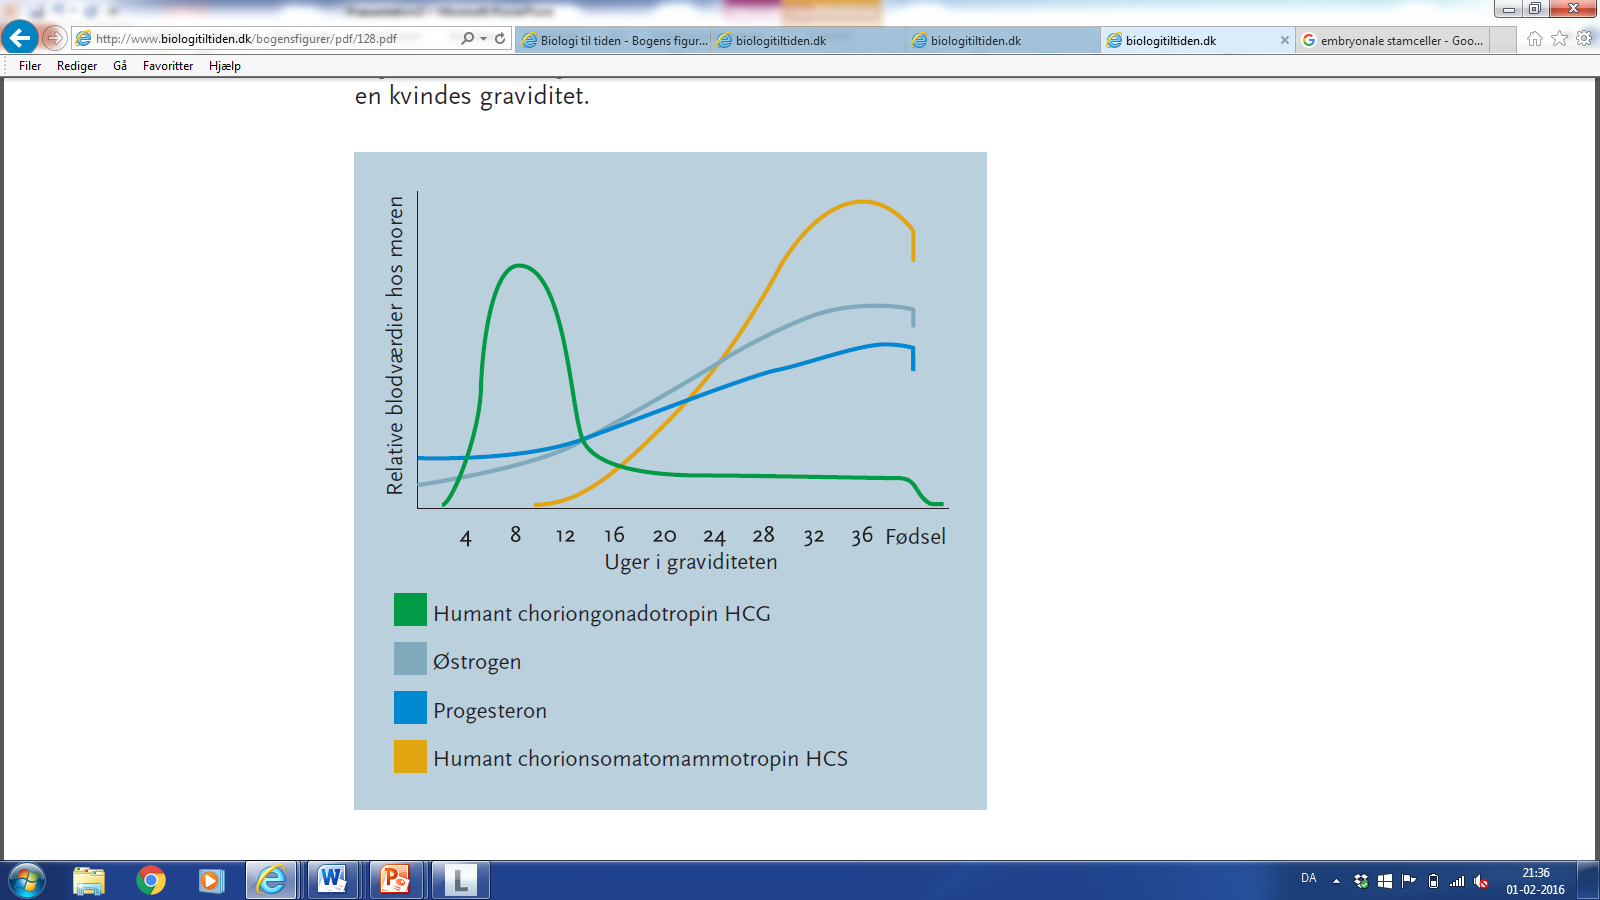 Præsentation2 - Microsoft PowerPoint
http://www.biologitiltiden.dk/bogensfigurer/pdf/128.pdf
Biologi til tiden - Bogens figur...
biologitiltiden.dk
biologitiltiden.dk
biologitiltiden.dk
embryonale stamceller - Goo...
Filer Rediger Gå Favoritter Hjælp
en kvindes graviditet.
Relative blodværdier hos moren
4 8 12 16 20 24 28 32 36 Fødsel
Uger i graviditeten
Humant choriongonadotropin HCG
Østrogen
Progesteron
Humant chorionsomatomammotropin HCS
DA
21:36
01-02-2016